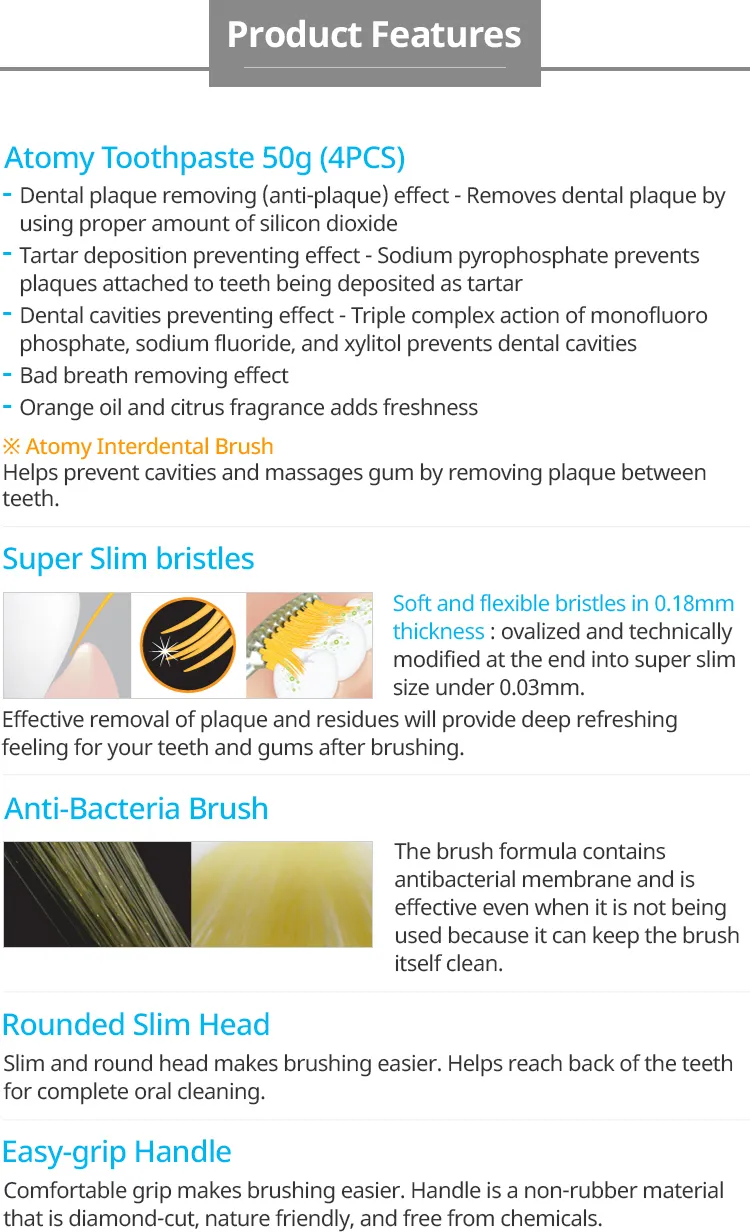 Product Features
Atomy Toothpaste 50g (4PCS)
- Dental plaque removing (anti-plaque) effect - Removes dental plaque by
using proper amount of silicon dioxide
- Tartar deposition preventing effect - Sodium pyrophosphate prevents
plaques attached to teeth being deposited as tartar
- Dental cavities preventing effect - Triple complex action of monofluoro
phosphate, sodium fluoride, and xylitol prevents dental cavities
- Bad breath removing effect
- Orange oil and citrus fragrance adds freshness
※ Atomy Interdental Brush
Helps prevent cavities and massages gum by removing plaque between
teeth.
Super Slim bristles
Soft and flexible bristles in 0.18mm
thickness : ovalized and technically
modified at the end into super slim
size under 0.03mm.
Effective removal of plaque and residues will provide deep refreshing
feeling for your teeth and gums after brushing.
Anti-Bacteria Brush
The brush formula contains
antibacterial membrane and is
effective even when it is not being
used because it can keep the brush
itself clean.
Rounded Slim Head
Slim and round head makes brushing easier. Helps reach back of the teeth
for complete oral cleaning.
Easy-grip Handle
Comfortable grip makes brushing easier. Handle is a non-rubber material
that is diamond-cut, nature friendly, and free from chemicals.